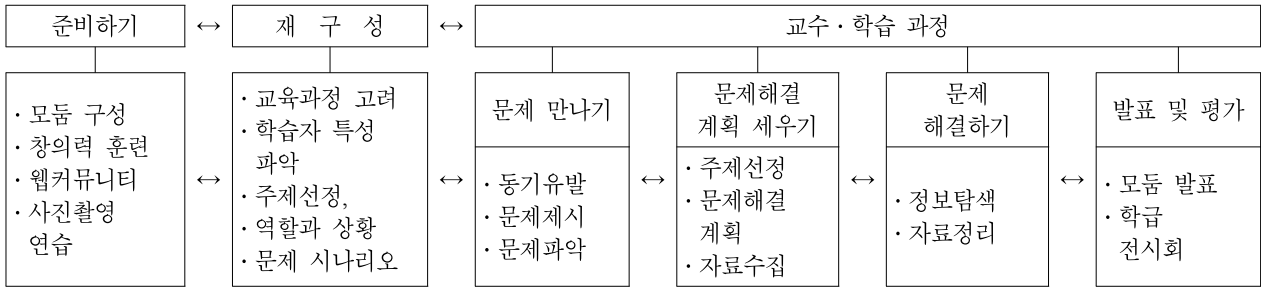 준비하기 ↔ 재 구 성 ↔ 교수·학습 과정
· 모둠 구성
· 창의력 훈련
· 웹커뮤니티
· 사진촬영
연습
↔
· 교육과정 고려
· 학습자 특성
파악
· 주제선정,
· 역할과 상황
· 문제 시나리오
↔
문제 만나기
· 동기유발
· 문제제시
· 문제파악
↔
문제해결
계획 세우기
· 주제선정
· 문제해결
계획
· 자료수집
↔
문제
해결하기
· 정보탐색
· 자료정리
↔
발표 및 평가
· 모둠 발표
· 학급
전시회